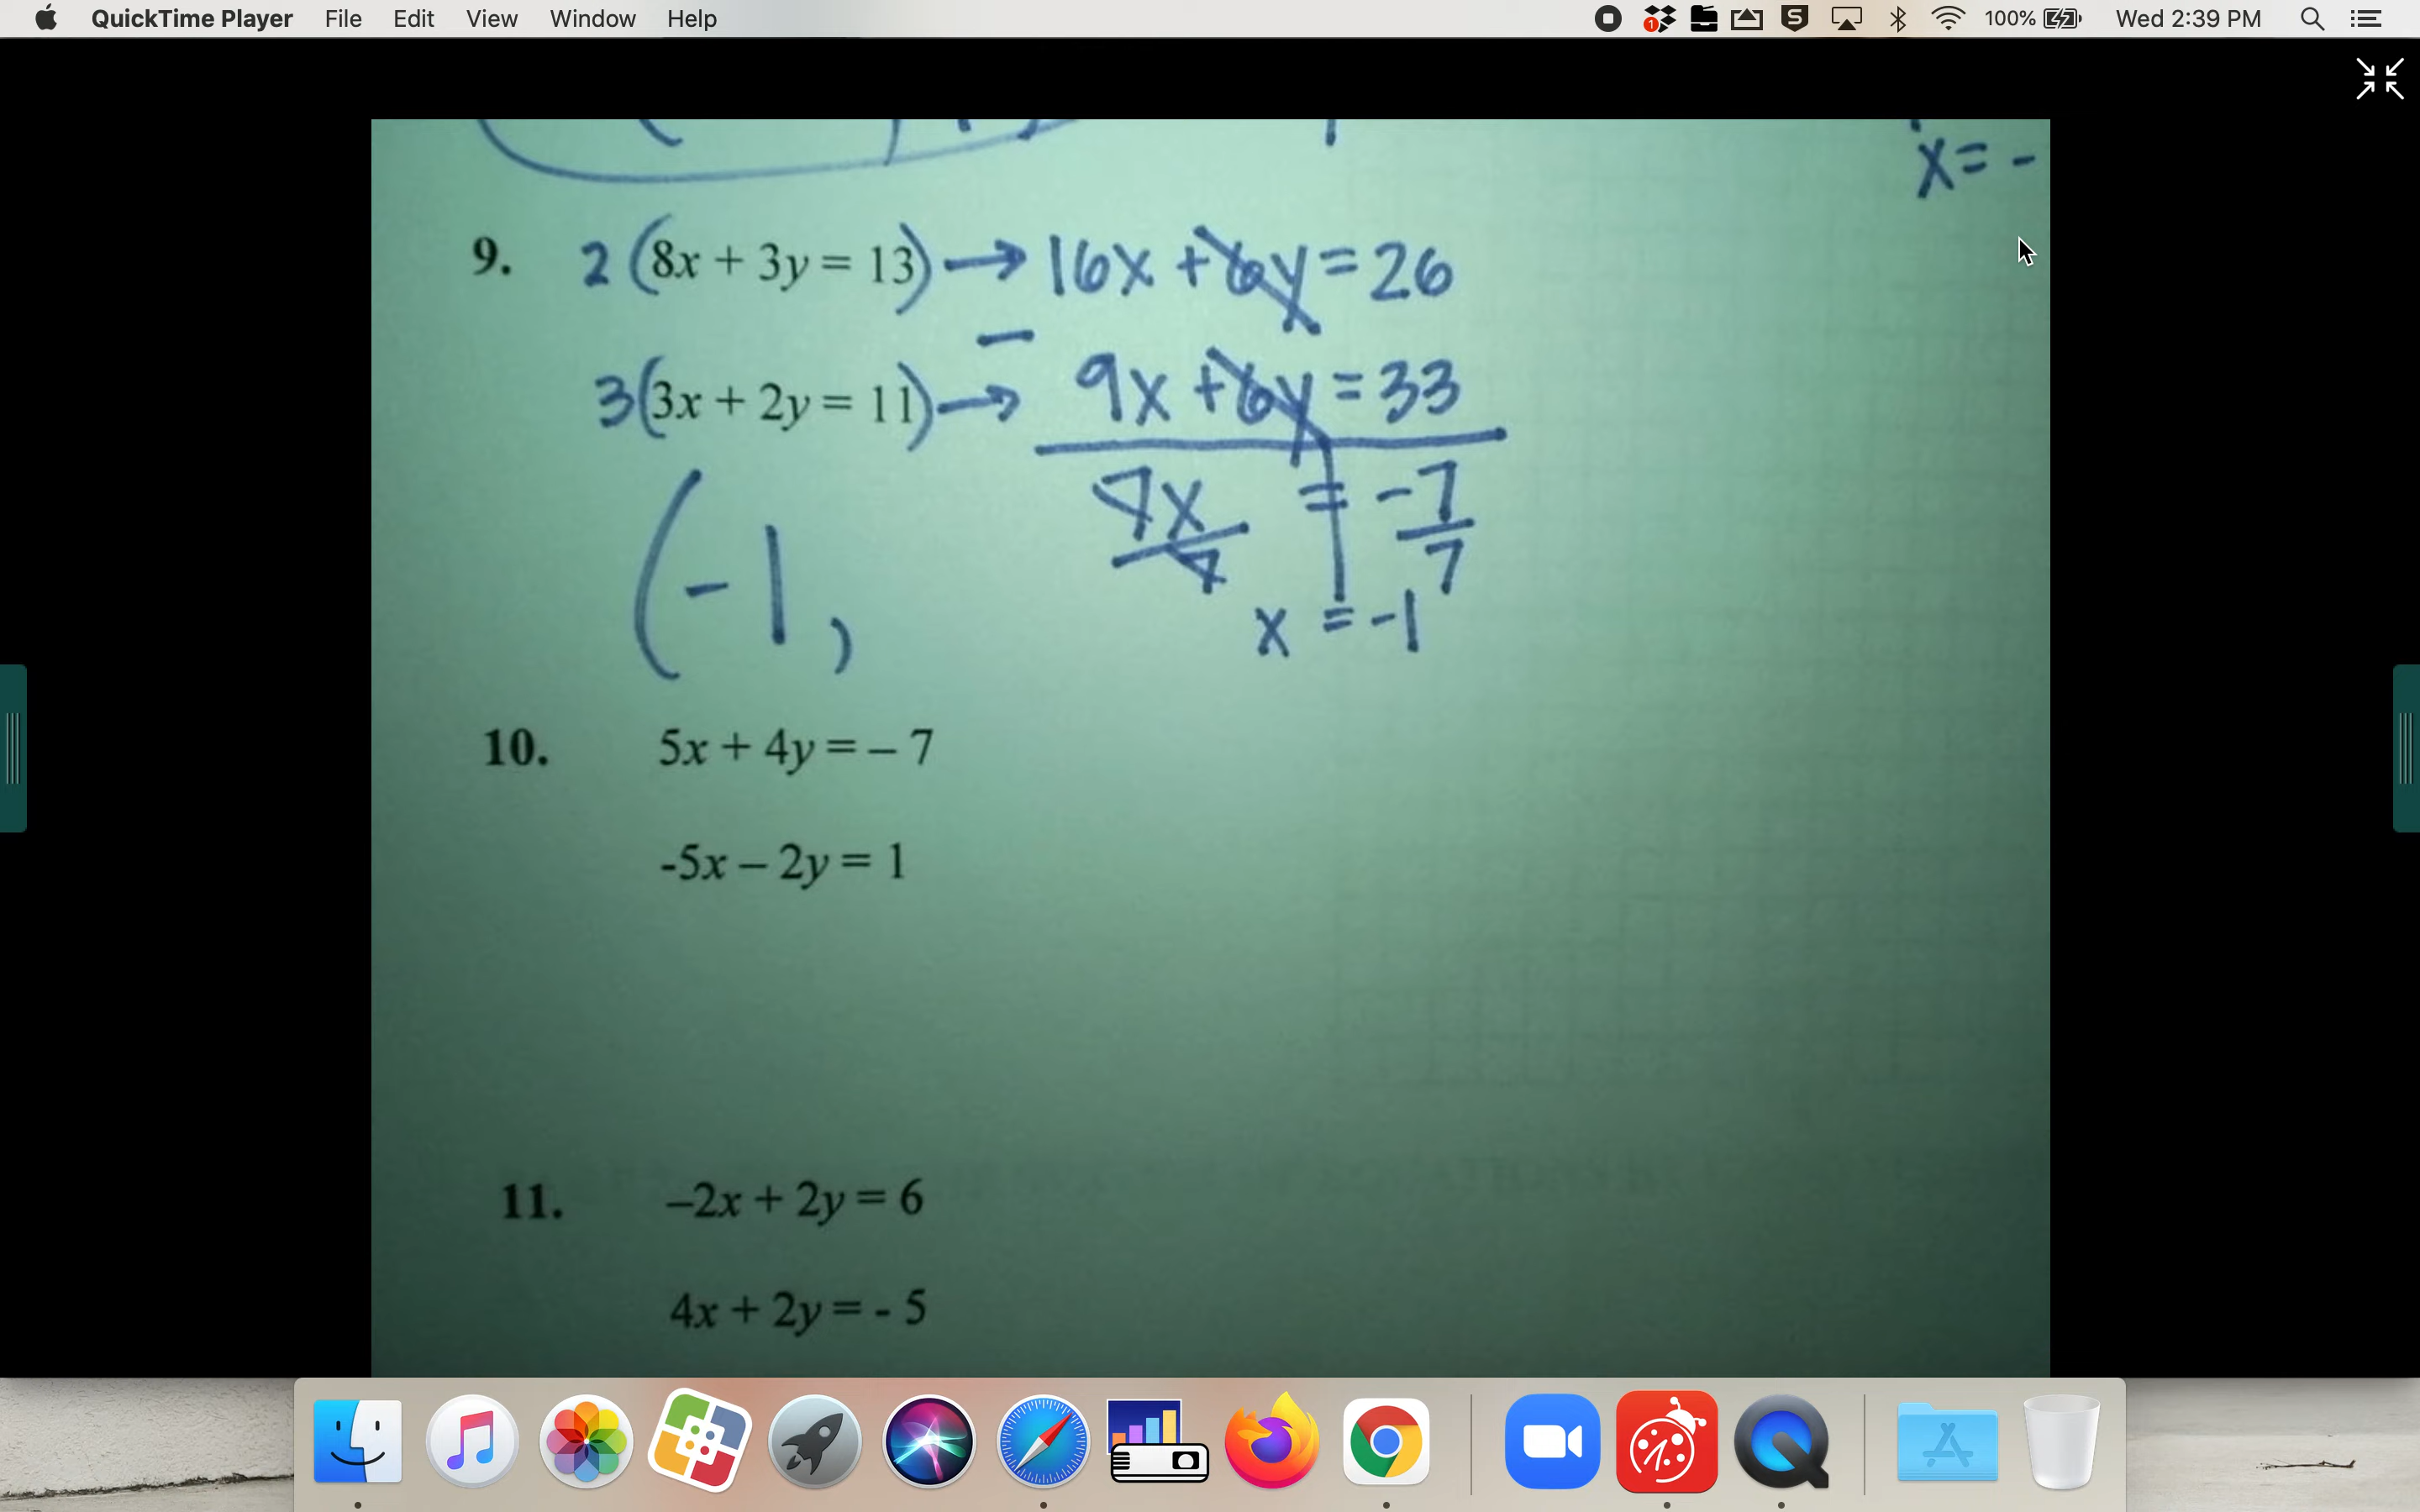 QuickTime Player File Edit View Window Help 1 S 100% Wed 2:39 PM
x = -
9. 2(8x + 3y = 13) → 16x + 6y = 26
−
3(3x + 2y = 11) → 9x + 6y = 33
7x = -7
7 7
(-1, x = -1
10. 5x + 4y = – 7
-5x – 2y = 1
11. –2x + 2y = 6
4x + 2y = - 5